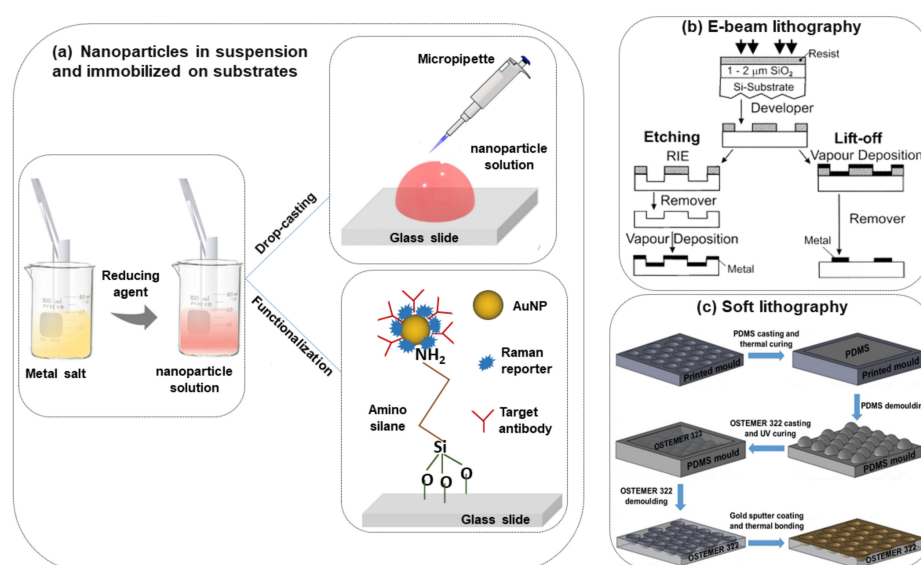 (a) Nanoparticles in suspension
and immobilized on substrates
Metal salt
Reducing
agent
nanoparticle
solution
Drop-casting
Functionalization
Micropipette
nanoparticle
solution
Glass slide
AuNP
NH2
Raman
reporter
Amino
silane
Target
antibody
Si
O O O
Glass slide
(b) E-beam lithography
Resist
1 - 2 μm SiO2
Si-Substrate
Developer
Etching
RIE
Remover
Vapour Deposition
Metal
Lift-off
Vapour Deposition
Remover
Metal
(c) Soft lithography
PDMS casting and
thermal curing
Printed mould
PDMS
Printed mould
PDMS demoulding
OSTEMER 322 casting
and UV curing
OSTEMER 322
PDMS mould
PDMS mould
OSTEMER 322
demoulding
Gold sputter coating
and thermal bonding
OSTEMER 322
OSTEMER 322